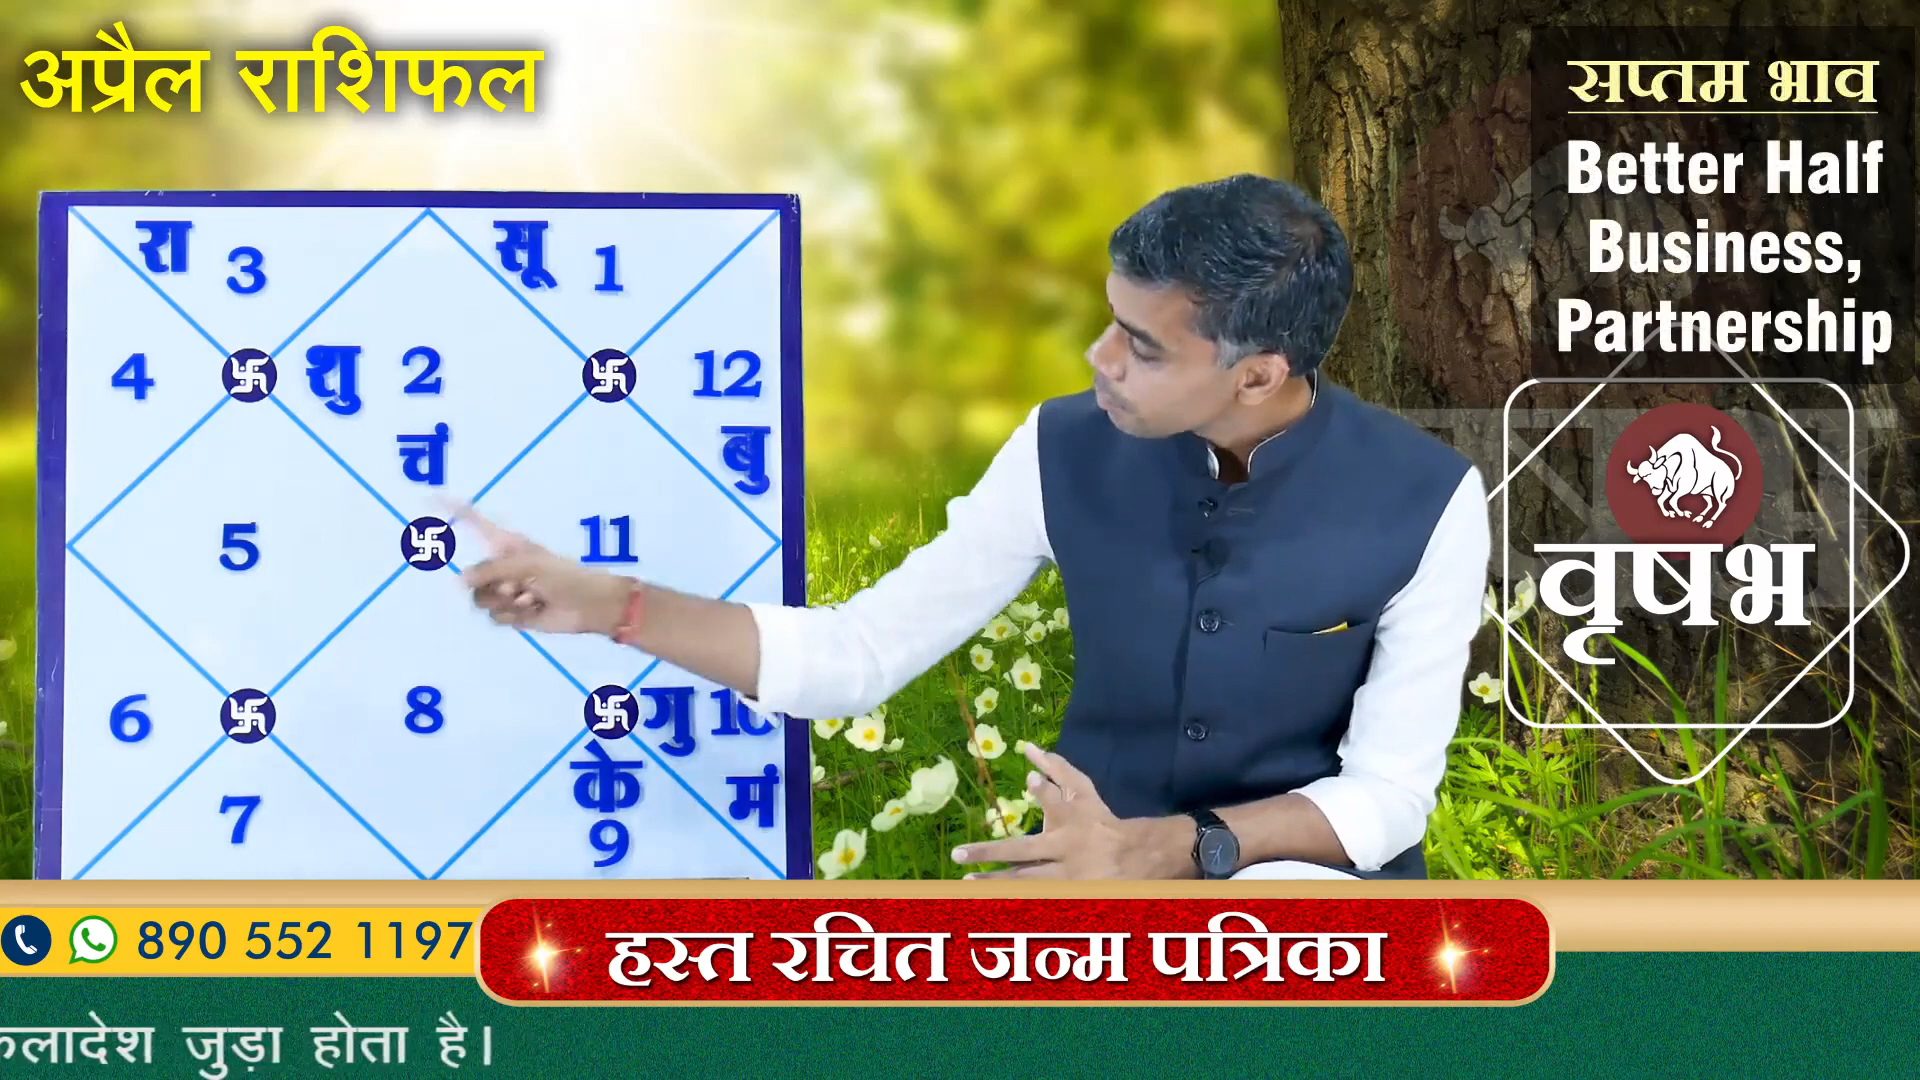 अप्रैल राशिफल
सप्तम भाव
Better Half
Business,
Partnership
रा 3
सू 1
4
शु 2
12
चं
बु
5
11
6
8
गु 10
के
मं
7
9
वृषभ
890 552 1197
हस्त रचित जन्म पत्रिका
जुड़ा होता है।